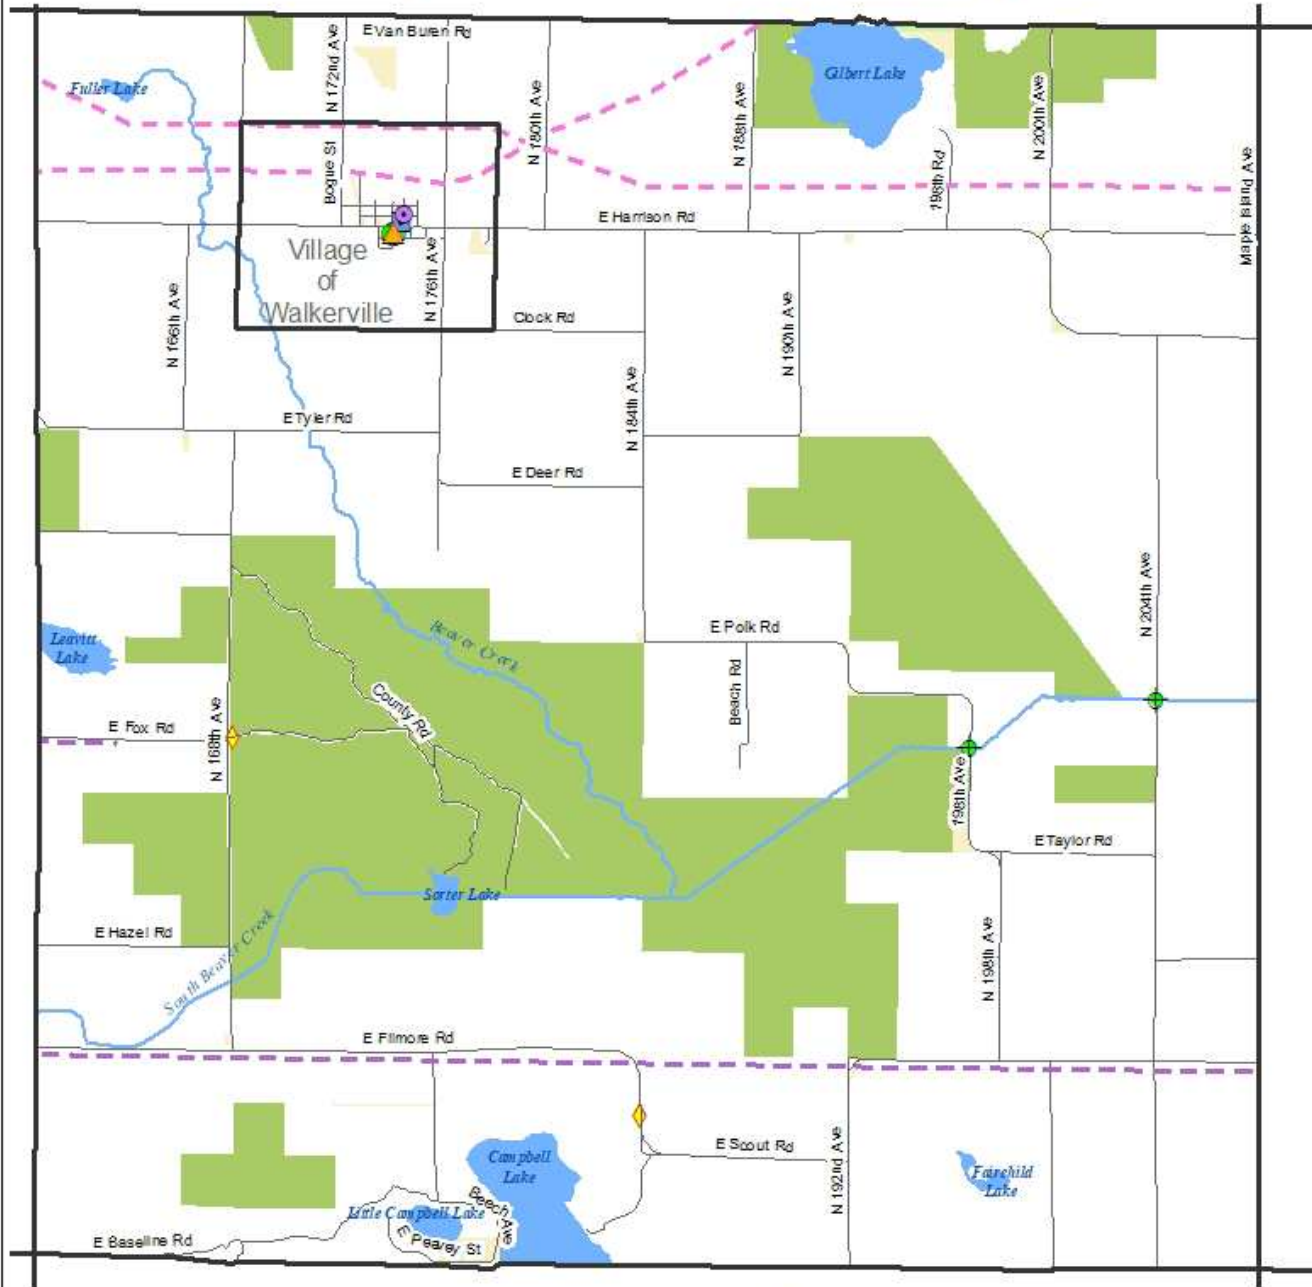 E Van Buren Rd
N 172nd Ave
Fuller Lake
Gilbert Lake
N 180th Ave
N 188th Ave
N 200th Ave
Bogue St
198th Rd
Maple Island Ave
E Harrison Rd
Village
of
Walkerville
N 176th Ave
N 166th Ave
Clock Rd
N 190th Ave
N 184th Ave
E Tyler Rd
E Deer Rd
N 204th Ave
Beaver Creek
E Polk Rd
Leavitt
Lake
Beach Rd
County Rd
E Fox Rd
N 168th Ave
198th Ave
E Taylor Rd
Sorter Lake
E Hazel Rd
South Beaver Creek
N 198th Ave
E Filmore Rd
E Scout Rd
N 192nd Ave
Campbell
Lake
Fairchild
Lake
Little Campbell Lake
Beech Ave
E Peavey St
E Baseline Rd